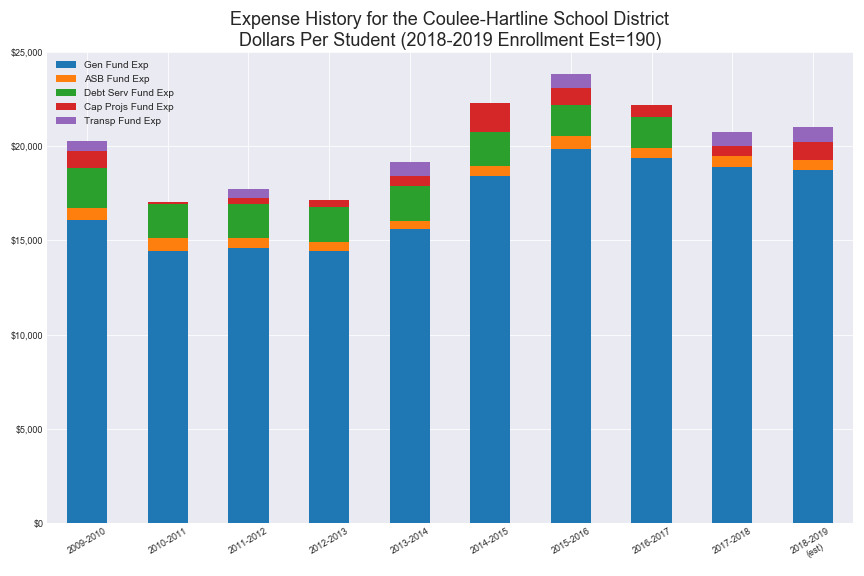 Expense History for the Coulee-Hartline School District
Dollars Per Student (2018-2019 Enrollment Est=190)
$25,000
$20,000
$15,000
$10,000
$5,000
$0
Gen Fund Exp
ASB Fund Exp
Debt Serv Fund Exp
Cap Projs Fund Exp
Transp Fund Exp
2009-2010
2010-2011
2011-2012
2012-2013
2013-2014
2014-2015
2015-2016
2016-2017
2017-2018
2018-2019
(est)